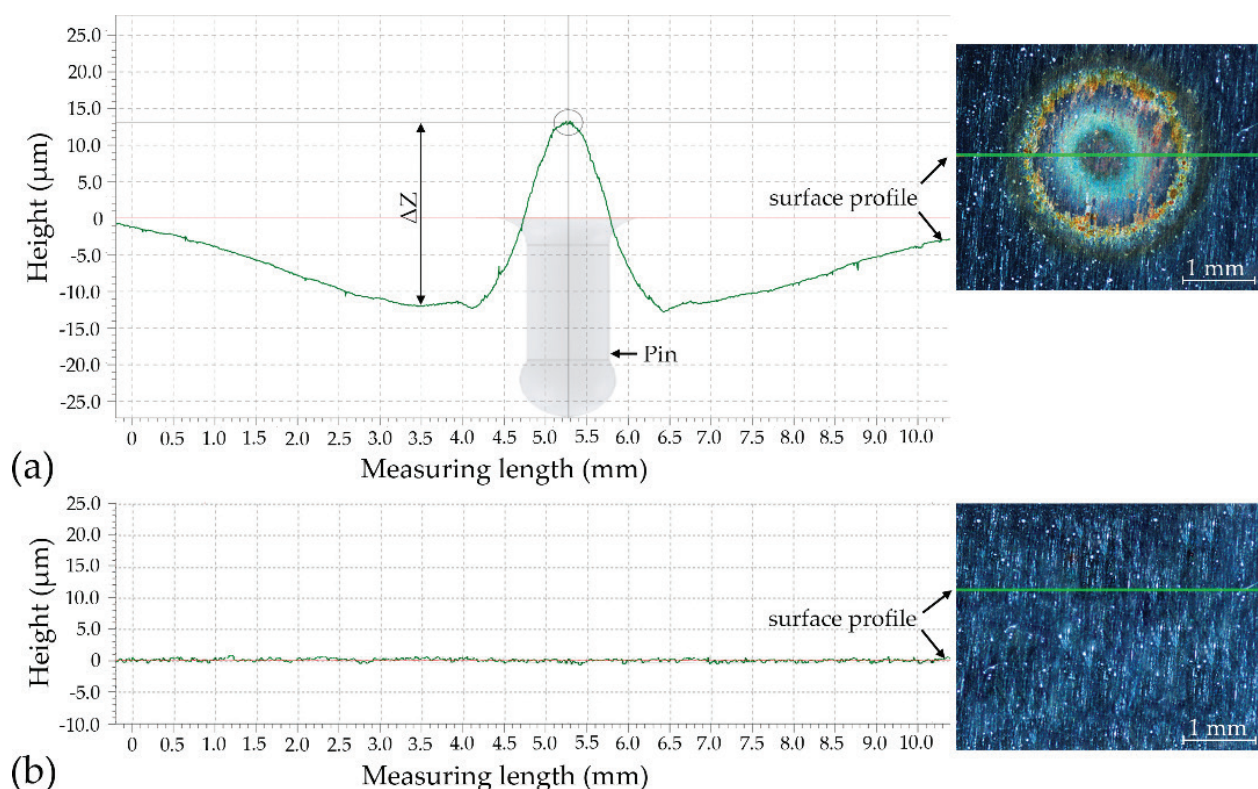 25.0
20.0
15.0
10.0
5.0
0
-5.0
-10.0
-15.0
-20.0
-25.0
Height (µm)
ΔZ
Pin
surface profile
1 mm
0 0.5 1.0 1.5 2.0 2.5 3.0 3.5 4.0 4.5 5.0 5.5 6.0 6.5 7.0 7.5 8.0 8.5 9.0 9.5 10.0
Measuring length (mm)
(a)
25.0
20.0
15.0
10.0
5.0
0
-5.0
-10.0
Height (µm)
surface profile
1 mm
0 0.5 1.0 1.5 2.0 2.5 3.0 3.5 4.0 4.5 5.0 5.5 6.0 6.5 7.0 7.5 8.0 8.5 9.0 9.5 10.0
Measuring length (mm)
(b)